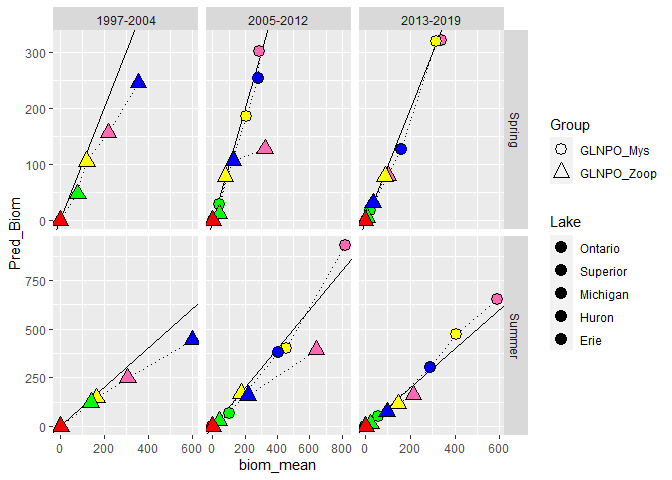 1997-2004 2005-2012 2013-2019
300
200
100
0
Spring
Pred_Biom
750
500
250
0
Summer
0 200 400 600 0 200 400 600 800 0 200 400 600
biom_mean
Group
GLNPO_Mys
GLNPO_Zoop
Lake
Ontario
Superior
Michigan
Huron
Erie